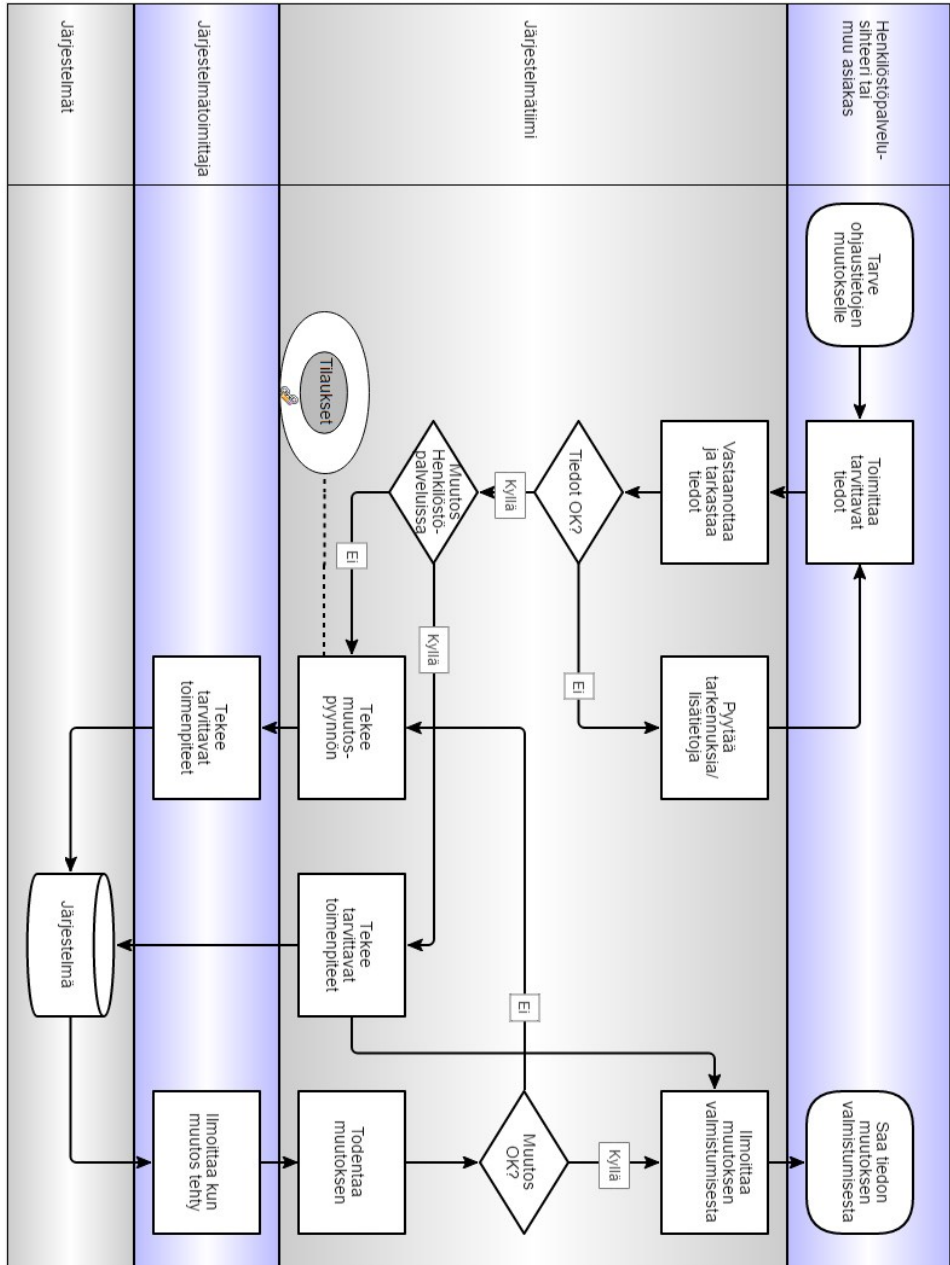 Henkilöstöpalvelu-
sihteeri tai
muu asiakas
Tarve
ohjaustietojen
muutokselle
Toimittaa
tarvittavat
tiedot
Saa tiedon
muutoksen
valmistumisesta
Järjestelmätiimi
Vastaanottaa
ja tarkastaa
tiedot
Pyytää
tarkennuksia/
lisätietoja
Ilmoittaa
muutoksen
valmistumisesta
Tiedot OK?
Ei
Kyllä
Muutos
OK?
Kyllä
Ei
Muutos
Henkilöstö-
palveluissa
Kyllä
Ei
Tilaukset
Tekee
muutos-
pyynnön
Tekee
tarvittavat
toimenpiteet
Todentaa
muutoksen
Järjestelmätoimittaja
Tekee
tarvittavat
toimenpiteet
Ilmoittaa kun
muutos tehty
Järjestelmät
Järjestelmä